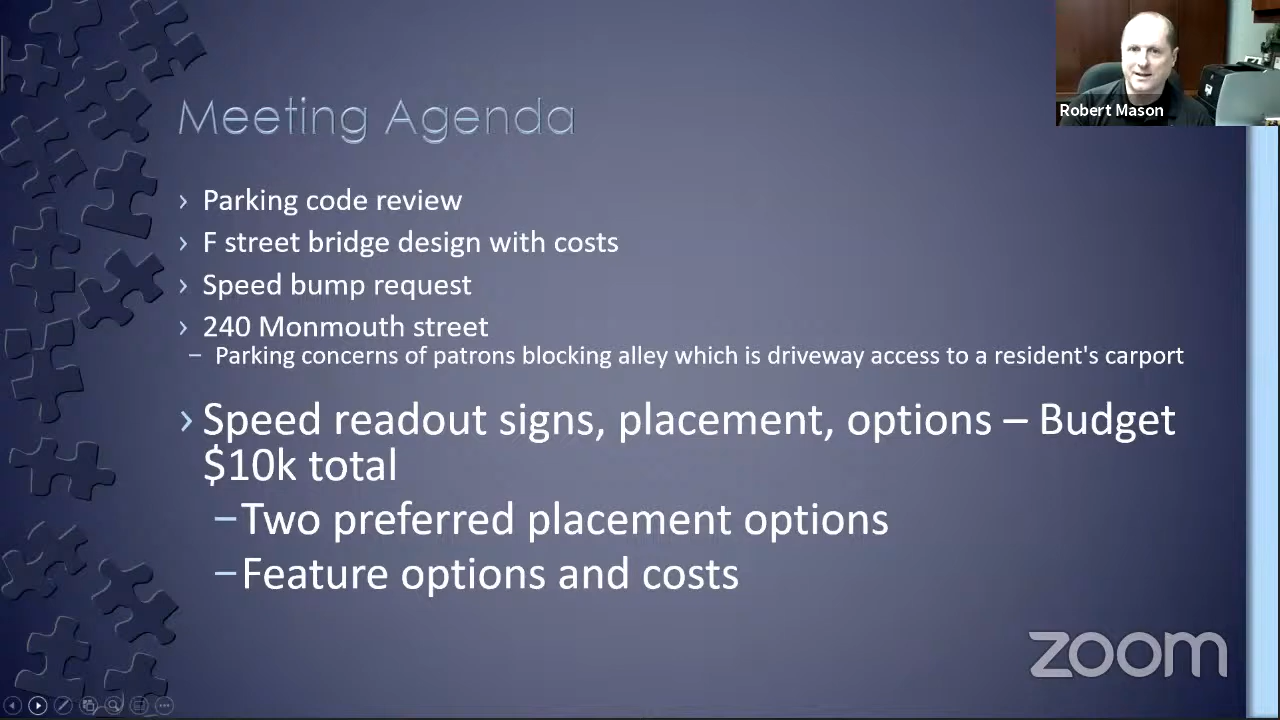 Meeting Agenda
Robert Mason
› Parking code review
› F street bridge design with costs
› Speed bump request
› 240 Monmouth street
– Parking concerns of patrons blocking alley which is driveway access to a resident's carport
› Speed readout signs, placement, options – Budget
$10k total
–Two preferred placement options
–Feature options and costs
zoom